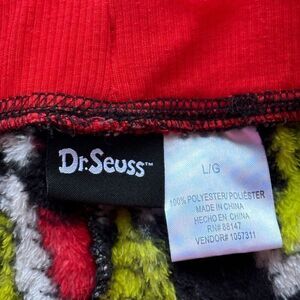 Dr.Seuss™
L/G
100% POLYESTER/POLIÉSTER
MADE IN CHINA
HECHO EN CHINA
RN# 88147
VENDOR# 1057311